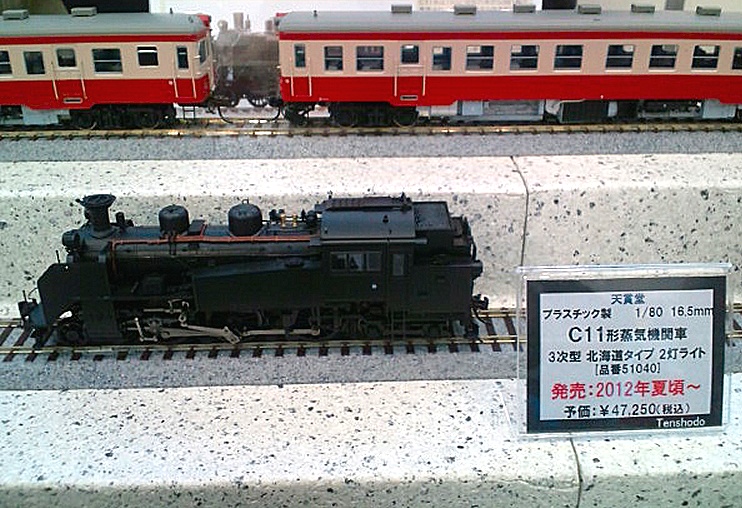 天賞堂
プラスチック製 1/80 16.5mm
C11形蒸気機関車
3次型 北海道タイプ 2灯ライト
[品番51040]
発売:2012年夏頃~
予価:¥47,250(税込)
Tenshodo